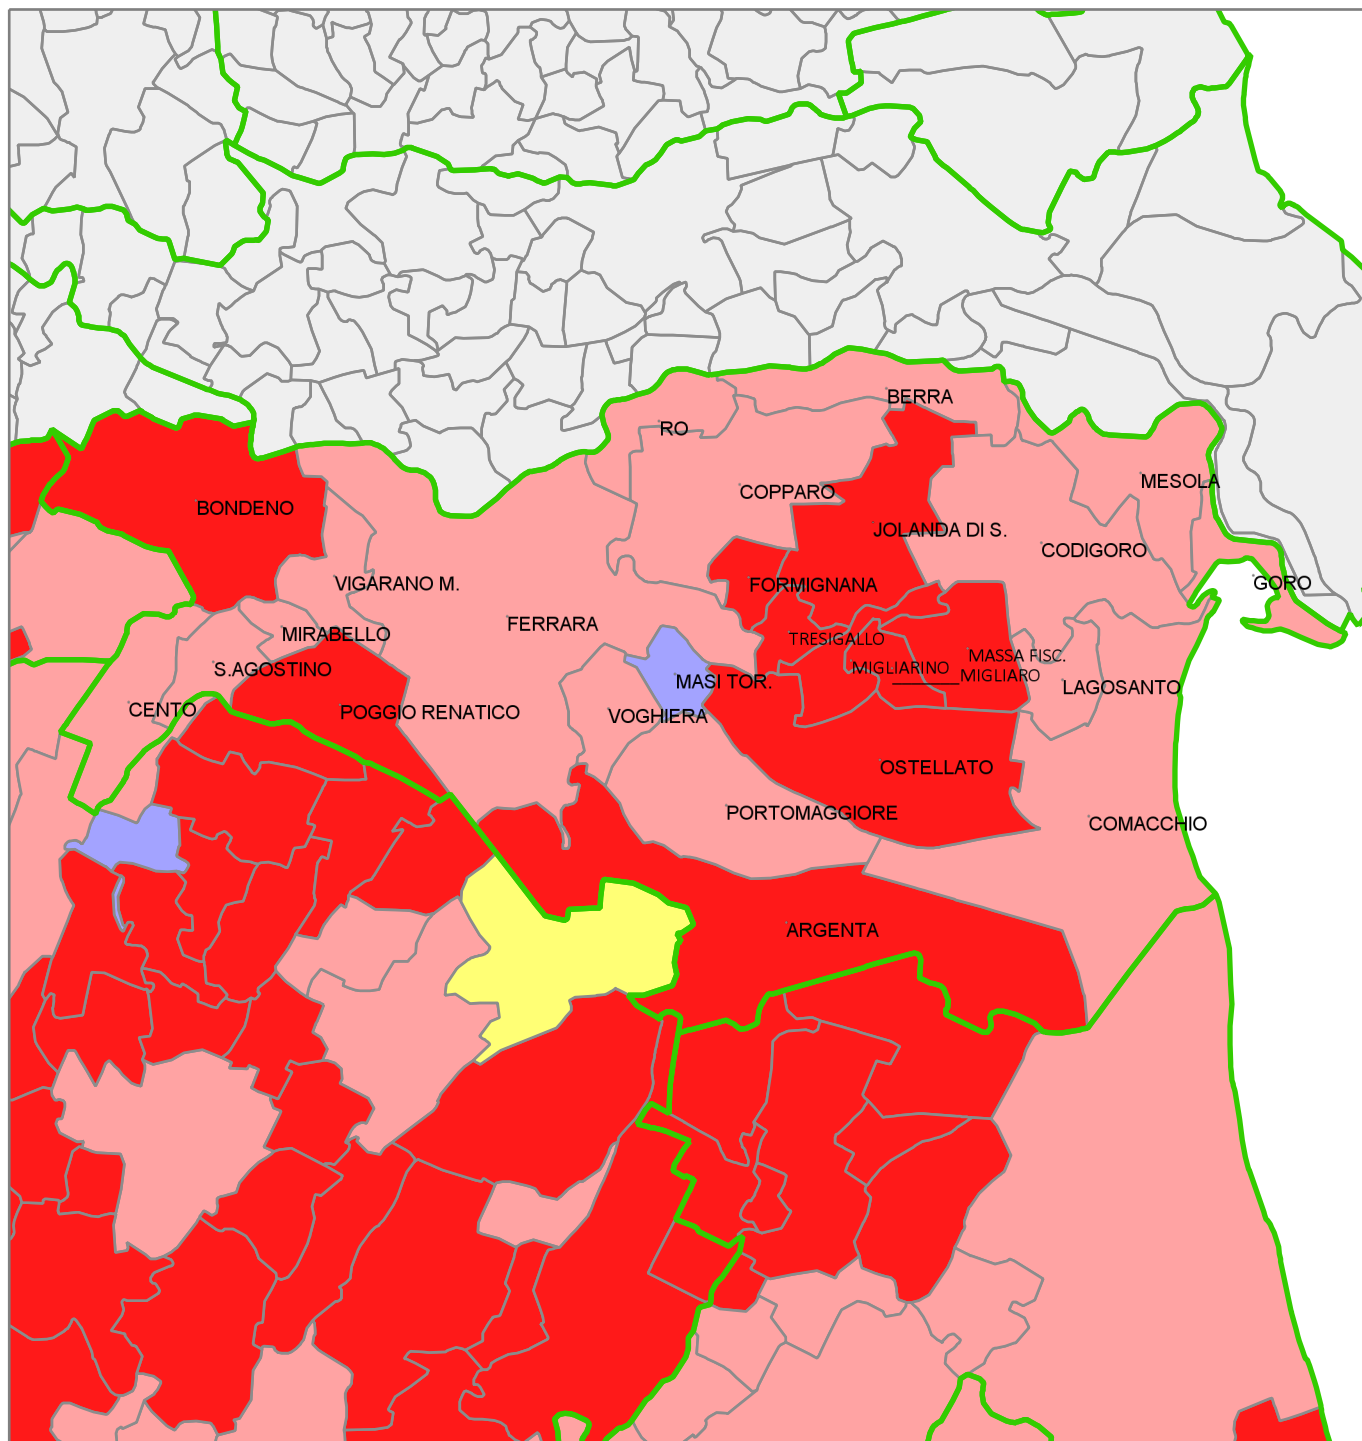 BERRA
RO
MESOLA
COPPARO
BONDENO
JOLANDA DI S.
CODIGORO
VIGARANO M.
FORMIGNANA
GORO
FERRARA
MIRABELLO
TRESIGALLO
MASSA FISC.
S.AGOSTINO
MIGLIARINO
MIGLIARO
MASI TOR.
LAGOSANTO
CENTO
POGGIO RENATICO
VOGHIERA
OSTELLATO
PORTOMAGGIORE
COMACCHIO
ARGENTA